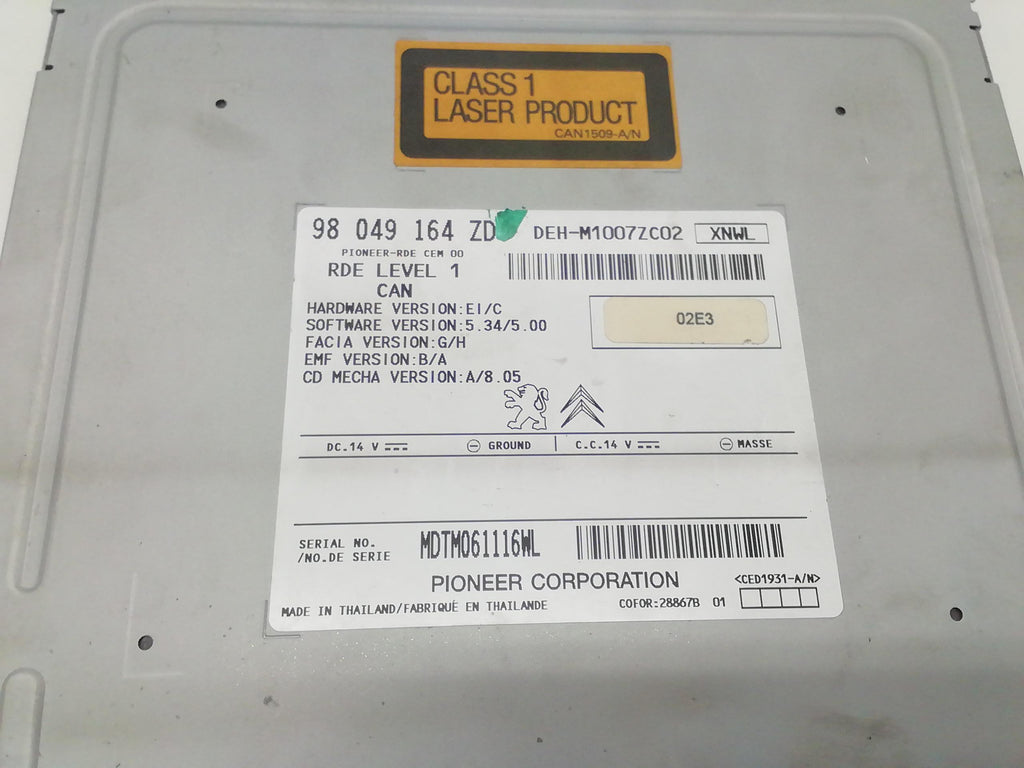 CLASS 1
LASER PRODUCT
CAN1509-A/N
98 049 164 ZD DEH-M1007ZC02 XNWL
PIONEER-RDE CEM 00
RDE LEVEL 1
CAN
HARDWARE VERSION:EI/C
SOFTWARE VERSION:5.34/5.00
FACIA VERSION:G/H
EMF VERSION:B/A
CD MECHA VERSION:A/8.05
02E3
DC.14 V GROUND C.C.14 V MASSE
SERIAL NO.
/NO.DE SERIE MDTM061116WL
PIONEER CORPORATION <CED1931-A/N>
MADE IN THAILAND/FABRIQUÉ EN THAILANDE COFOR:28867B 01